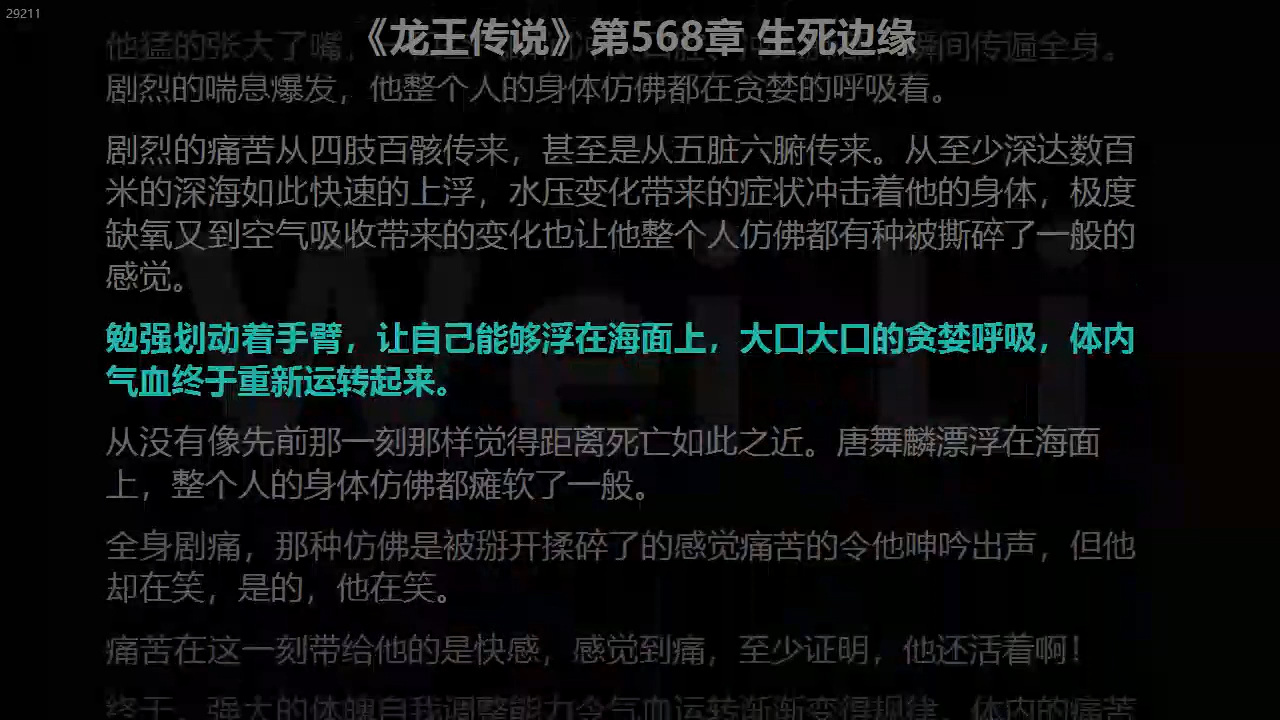 29211
《龙王传说》第568章 生死边缘
他猛的张大了嘴，
瞬间传遍全身。
剧烈的喘息爆发，他整个人的身体仿佛都在贪婪的呼吸着。
剧烈的痛苦从四肢百骸传来，甚至是从五脏六腑传来。从至少深达数百
米的深海如此快速的上浮，水压变化带来的症状冲击着他的身体，极度
缺氧又到空气吸收带来的变化也让他整个人仿佛都有种被撕碎了一般的
感觉。
勉强划动着手臂，让自己能够浮在海面上，大口大口的贪婪呼吸，体内
气血终于重新运转起来。
从没有像先前那一刻那样觉得距离死亡如此之近。唐舞麟漂浮在海面
上，整个人的身体仿佛都瘫软了一般。
全身剧痛，那种仿佛是被掰开揉碎了的感觉痛苦的令他呻吟出声，但他
却在笑，是的，他在笑。
痛苦在这一刻带给他的是快感，感觉到痛，至少证明，他还活着啊！
终于，强大的体魄自我调整能力令气血运转渐渐变得规律，体内的痛苦
Wei Li